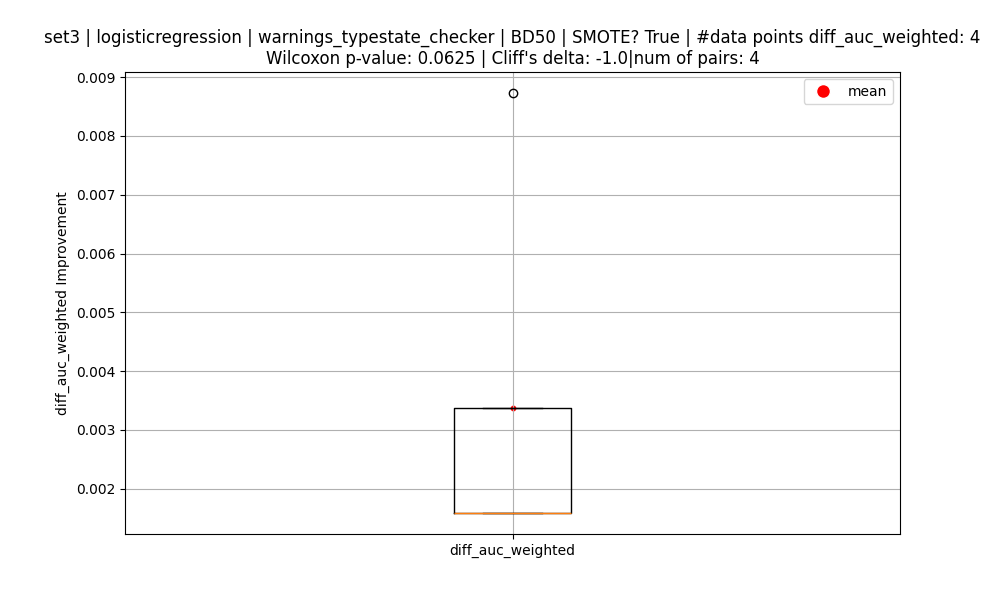 set3 | logisticregression | warnings_typestate_checker | BD50 | SMOTE? True | #data points diff_auc_weighted: 4
Wilcoxon p-value: 0.0625 | Cliff's delta: -1.0|num of pairs: 4
mean
0.009
0.008
0.007
0.006
0.005
0.004
0.003
0.002
diff_auc_weighted Improvement
diff_auc_weighted